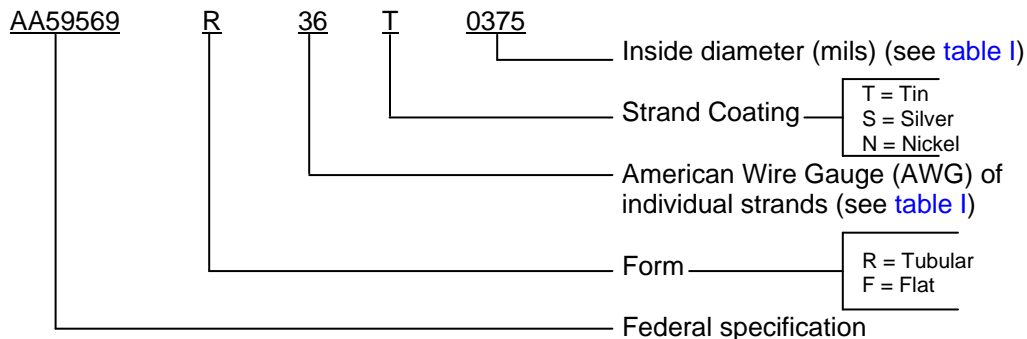 AA59569 R 36 T 0375
Inside diameter (mils) (see table I)
Strand Coating
T = Tin
S = Silver
N = Nickel
American Wire Gauge (AWG) of
individual strands (see table I)
Form
R = Tubular
F = Flat
Federal specification